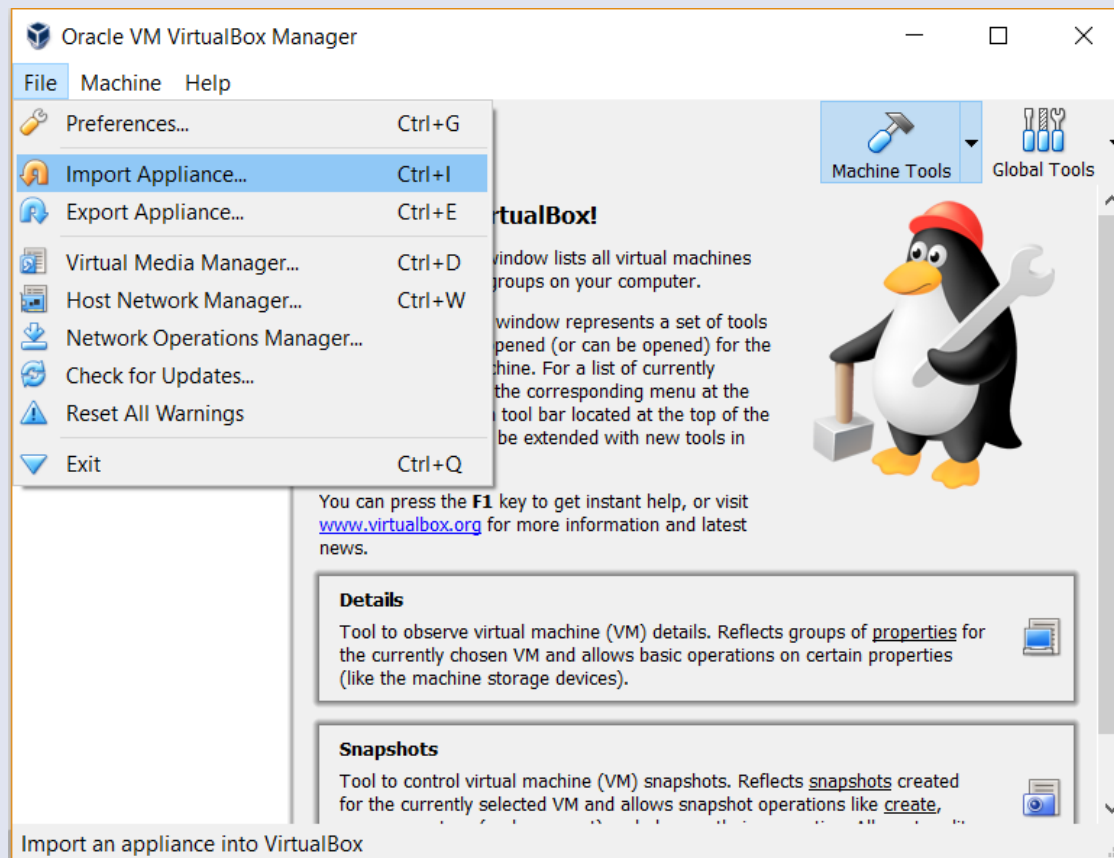 Oracle VM VirtualBox Manager
File Machine Help
Preferences... Ctrl+G
Import Appliance... Ctrl+I
Export Appliance... Ctrl+E
Virtual Media Manager... Ctrl+D
Host Network Manager... Ctrl+W
Network Operations Manager...
Check for Updates...
Reset All Warnings
Exit Ctrl+Q
Machine Tools
Global Tools
rtualBox!
window lists all virtual machines
groups on your computer.
window represents a set of tools
pened (or can be opened) for the
hine. For a list of currently
the corresponding menu at the
tool bar located at the top of the
be extended with new tools in
You can press the F1 key to get instant help, or visit
www.virtualbox.org for more information and latest
news.
Details
Tool to observe virtual machine (VM) details. Reflects groups of properties for
the currently chosen VM and allows basic operations on certain properties
(like the machine storage devices).
Snapshots
Tool to control virtual machine (VM) snapshots. Reflects snapshots created
for the currently selected VM and allows snapshot operations like create,
Import an appliance into VirtualBox